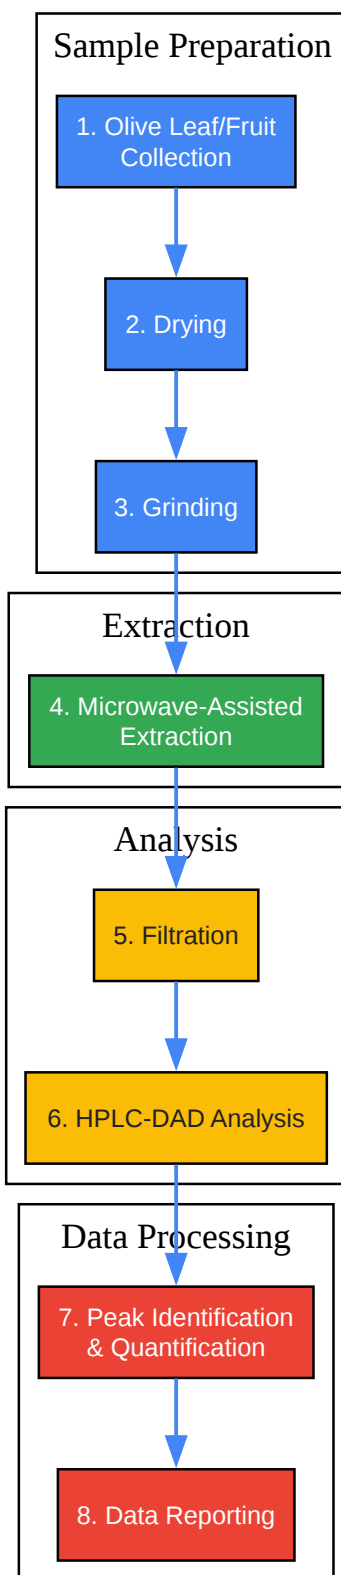 Sample Preparation
1. Olive Leaf/Fruit
Collection
2. Drying
3. Grinding
Extraction
4. Microwave-Assisted
Extraction
Analysis
5. Filtration
6. HPLC-DAD Analysis
Data Processing
7. Peak Identification
& Quantification
8. Data Reporting